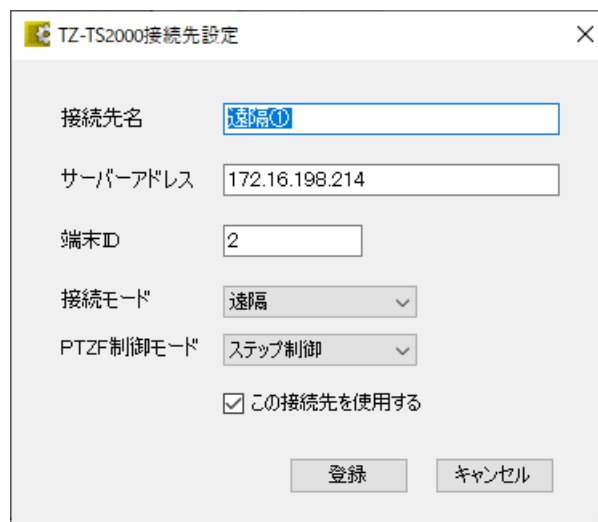 TZ-TS2000接続先設定
接続先名 遠隔①
サーバーアドレス 172.16.198.214
端末ID 2
接続モード 遠隔
PTZF制御モード ステップ制御
この接続先を使用する
登録 キャンセル